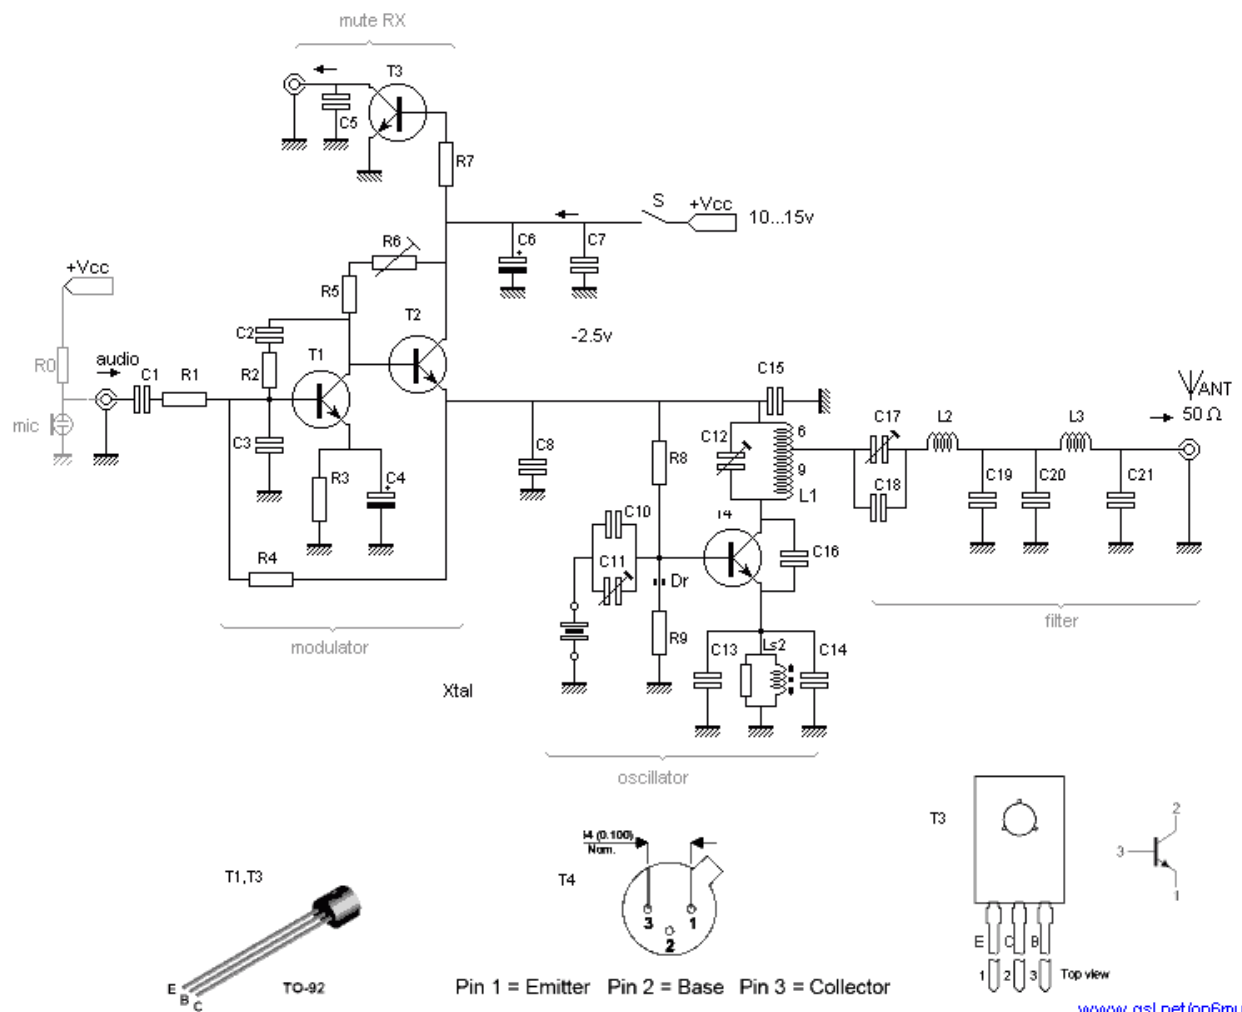 mute RX
T3
C5
R7
S
+Vcc
10...15v
C6
+
C7
R6
+Vcc
R5
T2
-2.5v
C2
R0
audio
C1
R1
R2
T1
C15
ANT
50 Ω
mic
C3
C12
6
C17
L2
L3
R3
+
C4
C8
R8
9
L1
C18
C19
C20
C21
C10
C16
R4
C11
Dr
filter
modulator
R9
C13
Ls2
C14
Xtal
oscillator
T3
2
3
1
(0.100)
Nom.
T1,T3
T4
3
1
2
E
C
B
1
2
3
Top view
E
B
C
TO-92
Pin 1 = Emitter Pin 2 = Base Pin 3 = Collector